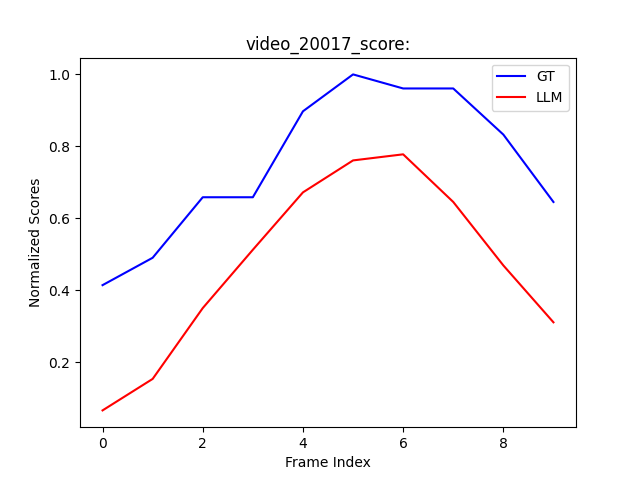 video_20017_score:
GT
LLM
Normalized Scores
1.0
0.8
0.6
0.4
0.2
0 2 4 6 8
Frame Index